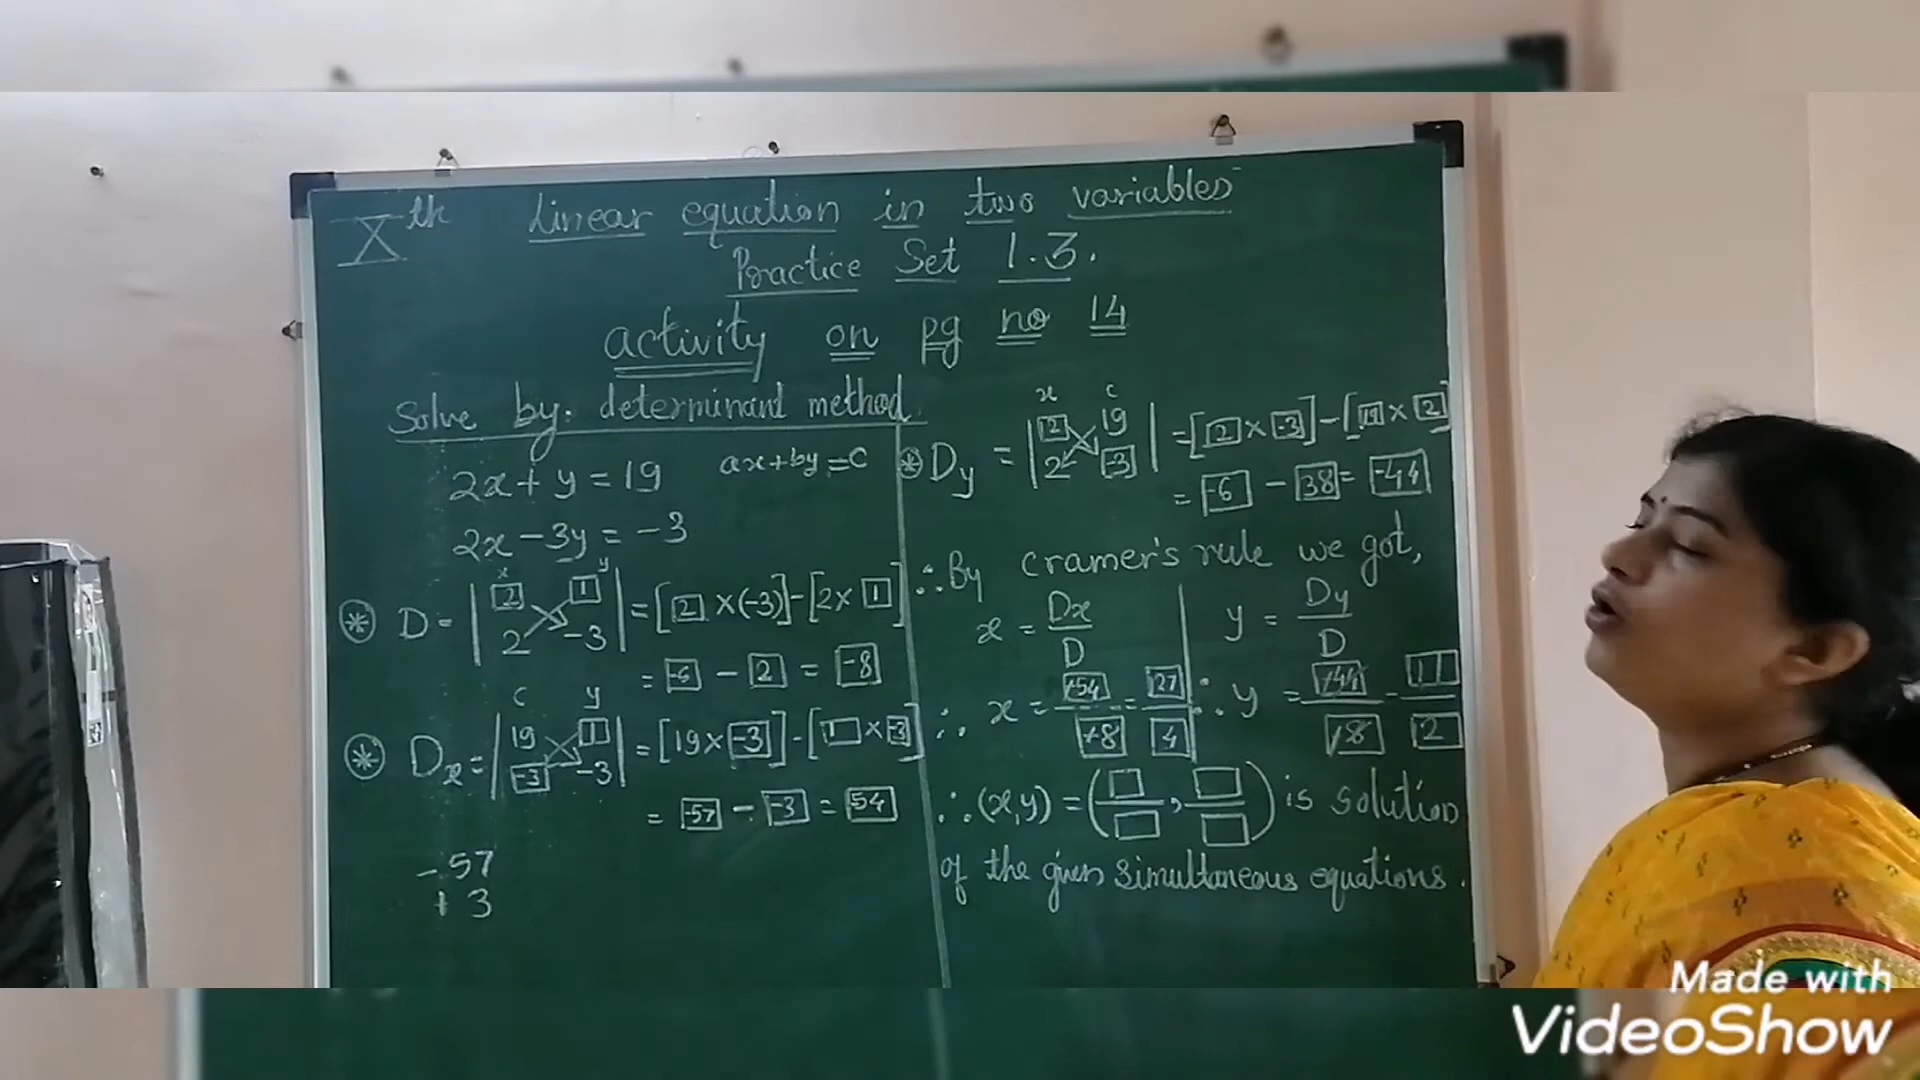 Xth Linear equation in two variables
Practice Set 1.3.
activity on pg no 14
Solve by. determinant method
2x + y = 19 ax+by=c
2x - 3y = -3
x y
D = | 2 1 | = [2 ×(-3)] - [2 × 1]
2 -3
= -6 - 2 = -8
c y
Dx = | 19 1 | = [19 × -3] - [1 × -3]
-3 -3
= -57 - -3 = 54
-57
+ 3
x c
Dy = | 2 19 | = [2 × -3] - [19 × 2]
2 -3
= -6 - 38 = -44
∴ By cramer's rule we got,
x = Dx/D y = Dy/D
∴ x = -54/-8 = 27/4 ∴ y = -44/-8 = 11/2
∴ (x,y) = ( , ) is solution
of the given simultaneous equations.
Made with
VideoShow